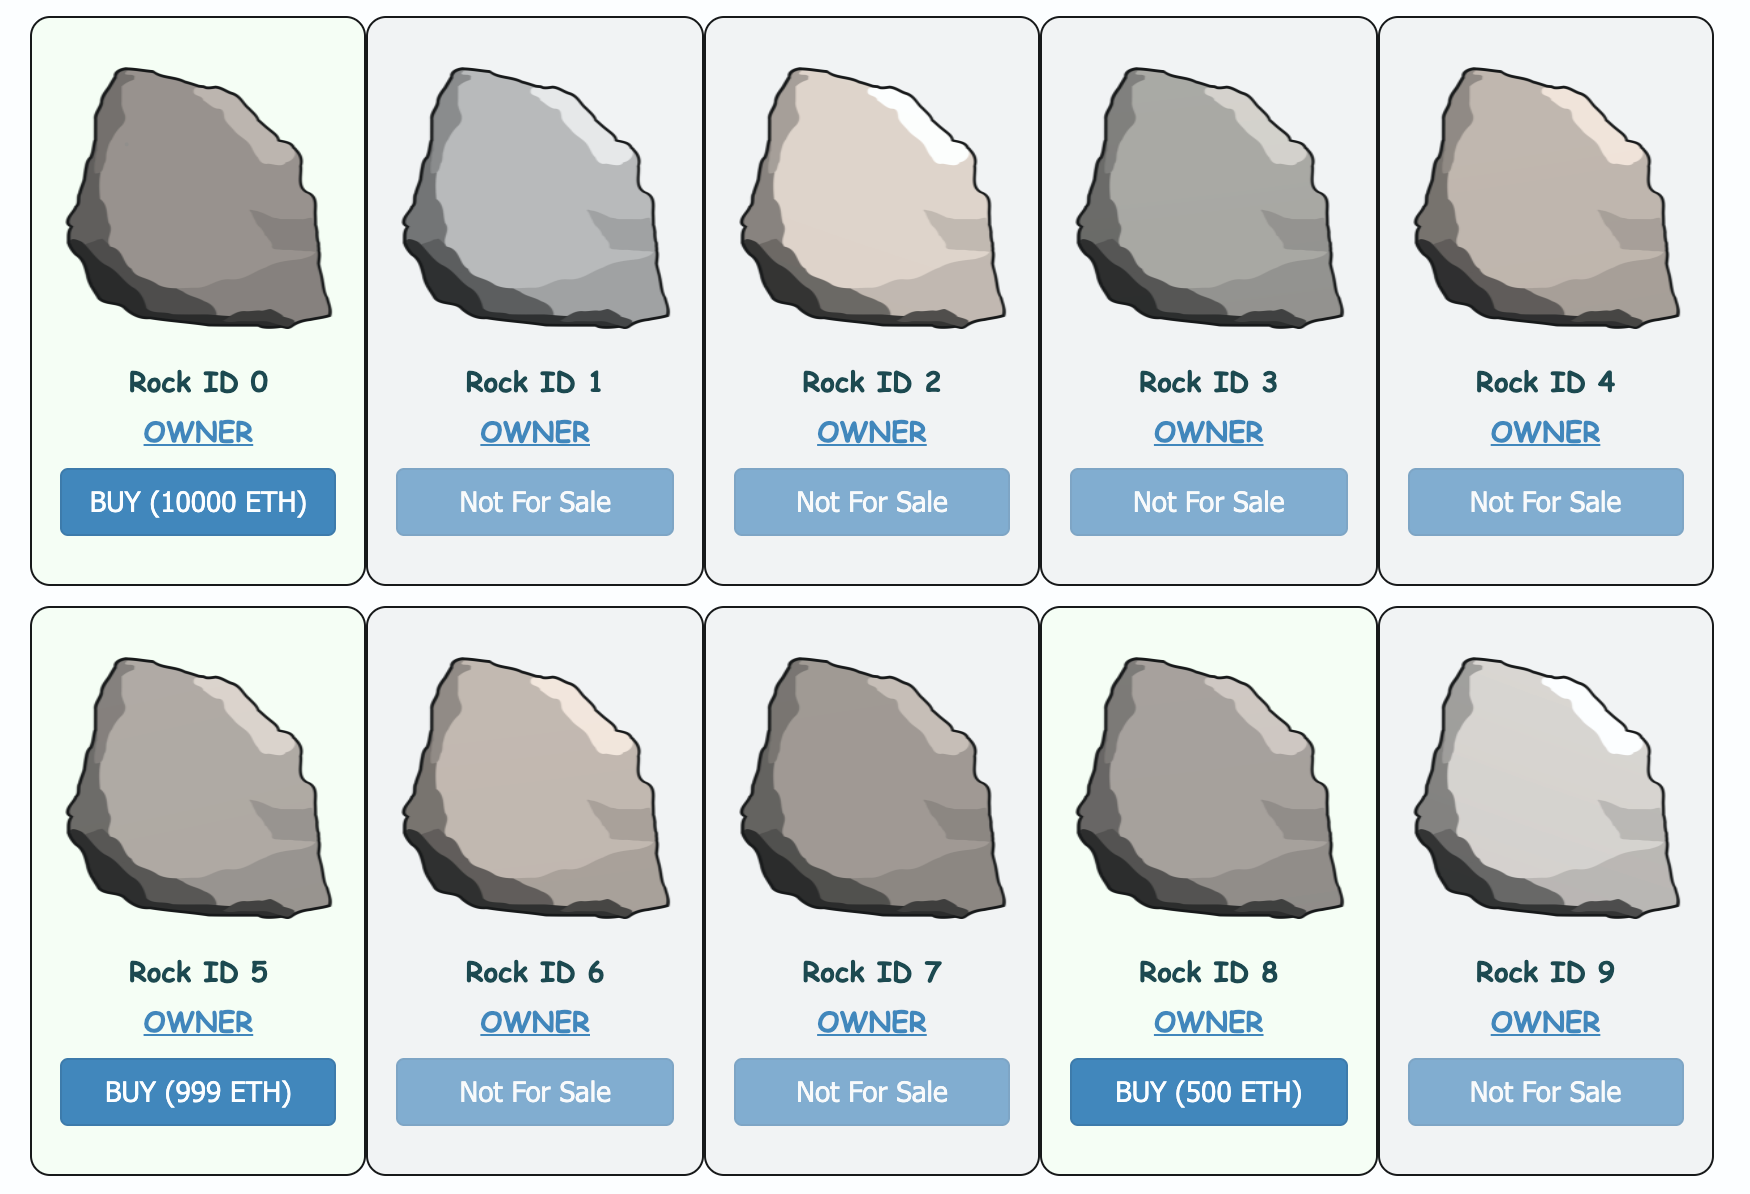 Rock ID 0
OWNER
BUY (10000 ETH)
Rock ID 1
OWNER
Not For Sale
Rock ID 2
OWNER
Not For Sale
Rock ID 3
OWNER
Not For Sale
Rock ID 4
OWNER
Not For Sale
Rock ID 5
OWNER
BUY (999 ETH)
Rock ID 6
OWNER
Not For Sale
Rock ID 7
OWNER
Not For Sale
Rock ID 8
OWNER
BUY (500 ETH)
Rock ID 9
OWNER
Not For Sale